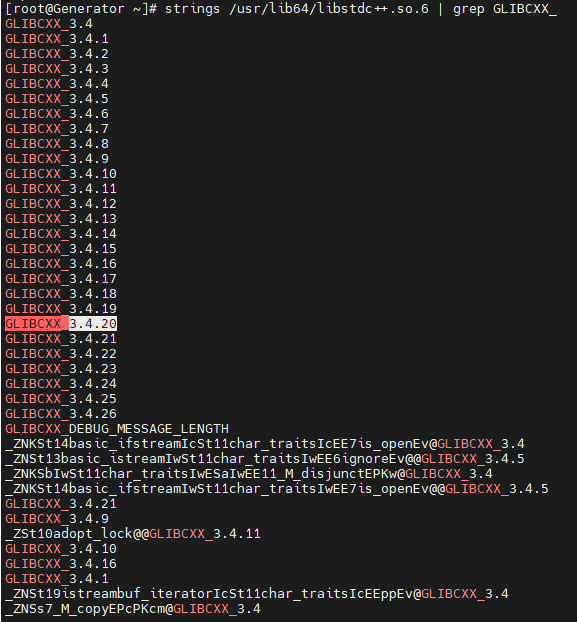 [root@Generator ~]# strings /usr/lib64/libstdc++.so.6 | grep GLIBCXX_
GLIBCXX_3.4
GLIBCXX_3.4.1
GLIBCXX_3.4.2
GLIBCXX_3.4.3
GLIBCXX_3.4.4
GLIBCXX_3.4.5
GLIBCXX_3.4.6
GLIBCXX_3.4.7
GLIBCXX_3.4.8
GLIBCXX_3.4.9
GLIBCXX_3.4.10
GLIBCXX_3.4.11
GLIBCXX_3.4.12
GLIBCXX_3.4.13
GLIBCXX_3.4.14
GLIBCXX_3.4.15
GLIBCXX_3.4.16
GLIBCXX_3.4.17
GLIBCXX_3.4.18
GLIBCXX_3.4.19
GLIBCXX_3.4.20
GLIBCXX_3.4.21
GLIBCXX_3.4.22
GLIBCXX_3.4.23
GLIBCXX_3.4.24
GLIBCXX_3.4.25
GLIBCXX_3.4.26
GLIBCXX_DEBUG_MESSAGE_LENGTH
_ZNKSt14basic_ifstreamIcSt11char_traitsIcEE7is_openEv@GLIBCXX_3.4
_ZNSt13basic_istreamIwSt11char_traitsIwEE6ignoreEv@@GLIBCXX_3.4.5
_ZNKSbIwSt11char_traitsIwESaIwEE11_M_disjunctEPKw@GLIBCXX_3.4
_ZNKSt14basic_ifstreamIwSt11char_traitsIwEE7is_openEv@@GLIBCXX_3.4.5
GLIBCXX_3.4.21
GLIBCXX_3.4.9
_ZSt10adopt_lock@@GLIBCXX_3.4.11
GLIBCXX_3.4.10
GLIBCXX_3.4.16
GLIBCXX_3.4.1
_ZNSt19istreambuf_iteratorIcSt11char_traitsIcEEppEv@GLIBCXX_3.4
_ZNSs7_M_copyEPcPKcm@GLIBCXX_3.4